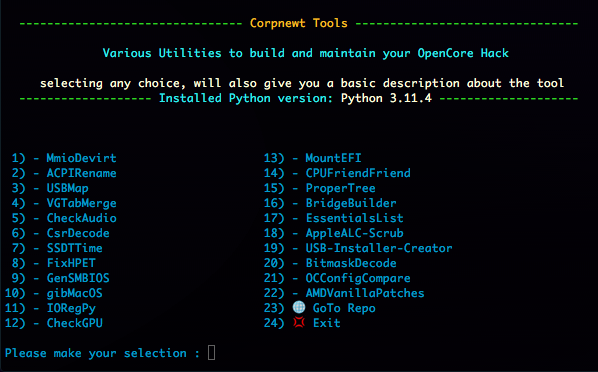 ------------------------------- Corpnewt Tools -------------------------------
Various Utilities to build and maintain your OpenCore Hack
selecting any choice, will also give you a basic description about the tool
------------------- Installed Python version: Python 3.11.4 --------------------
1) - MmioDevirt 13) - MountEFI
2) - ACPIRename 14) - CPUFriendFriend
3) - USBMap 15) - ProperTree
4) - VGTabMerge 16) - BridgeBuilder
5) - CheckAudio 17) - EssentialsList
6) - CsrDecode 18) - AppleALC-Scrub
7) - SSDTTime 19) - USB-Installer-Creator
8) - FixHPET 20) - BitmaskDecode
9) - GenSMBIOS 21) - OCConfigCompare
10) - gibMacOS 22) - AMDVanillaPatches
11) - IORegPy 23) 🌐 GoTo Repo
12) - CheckGPU 24) 💢 Exit
Please make your selection :